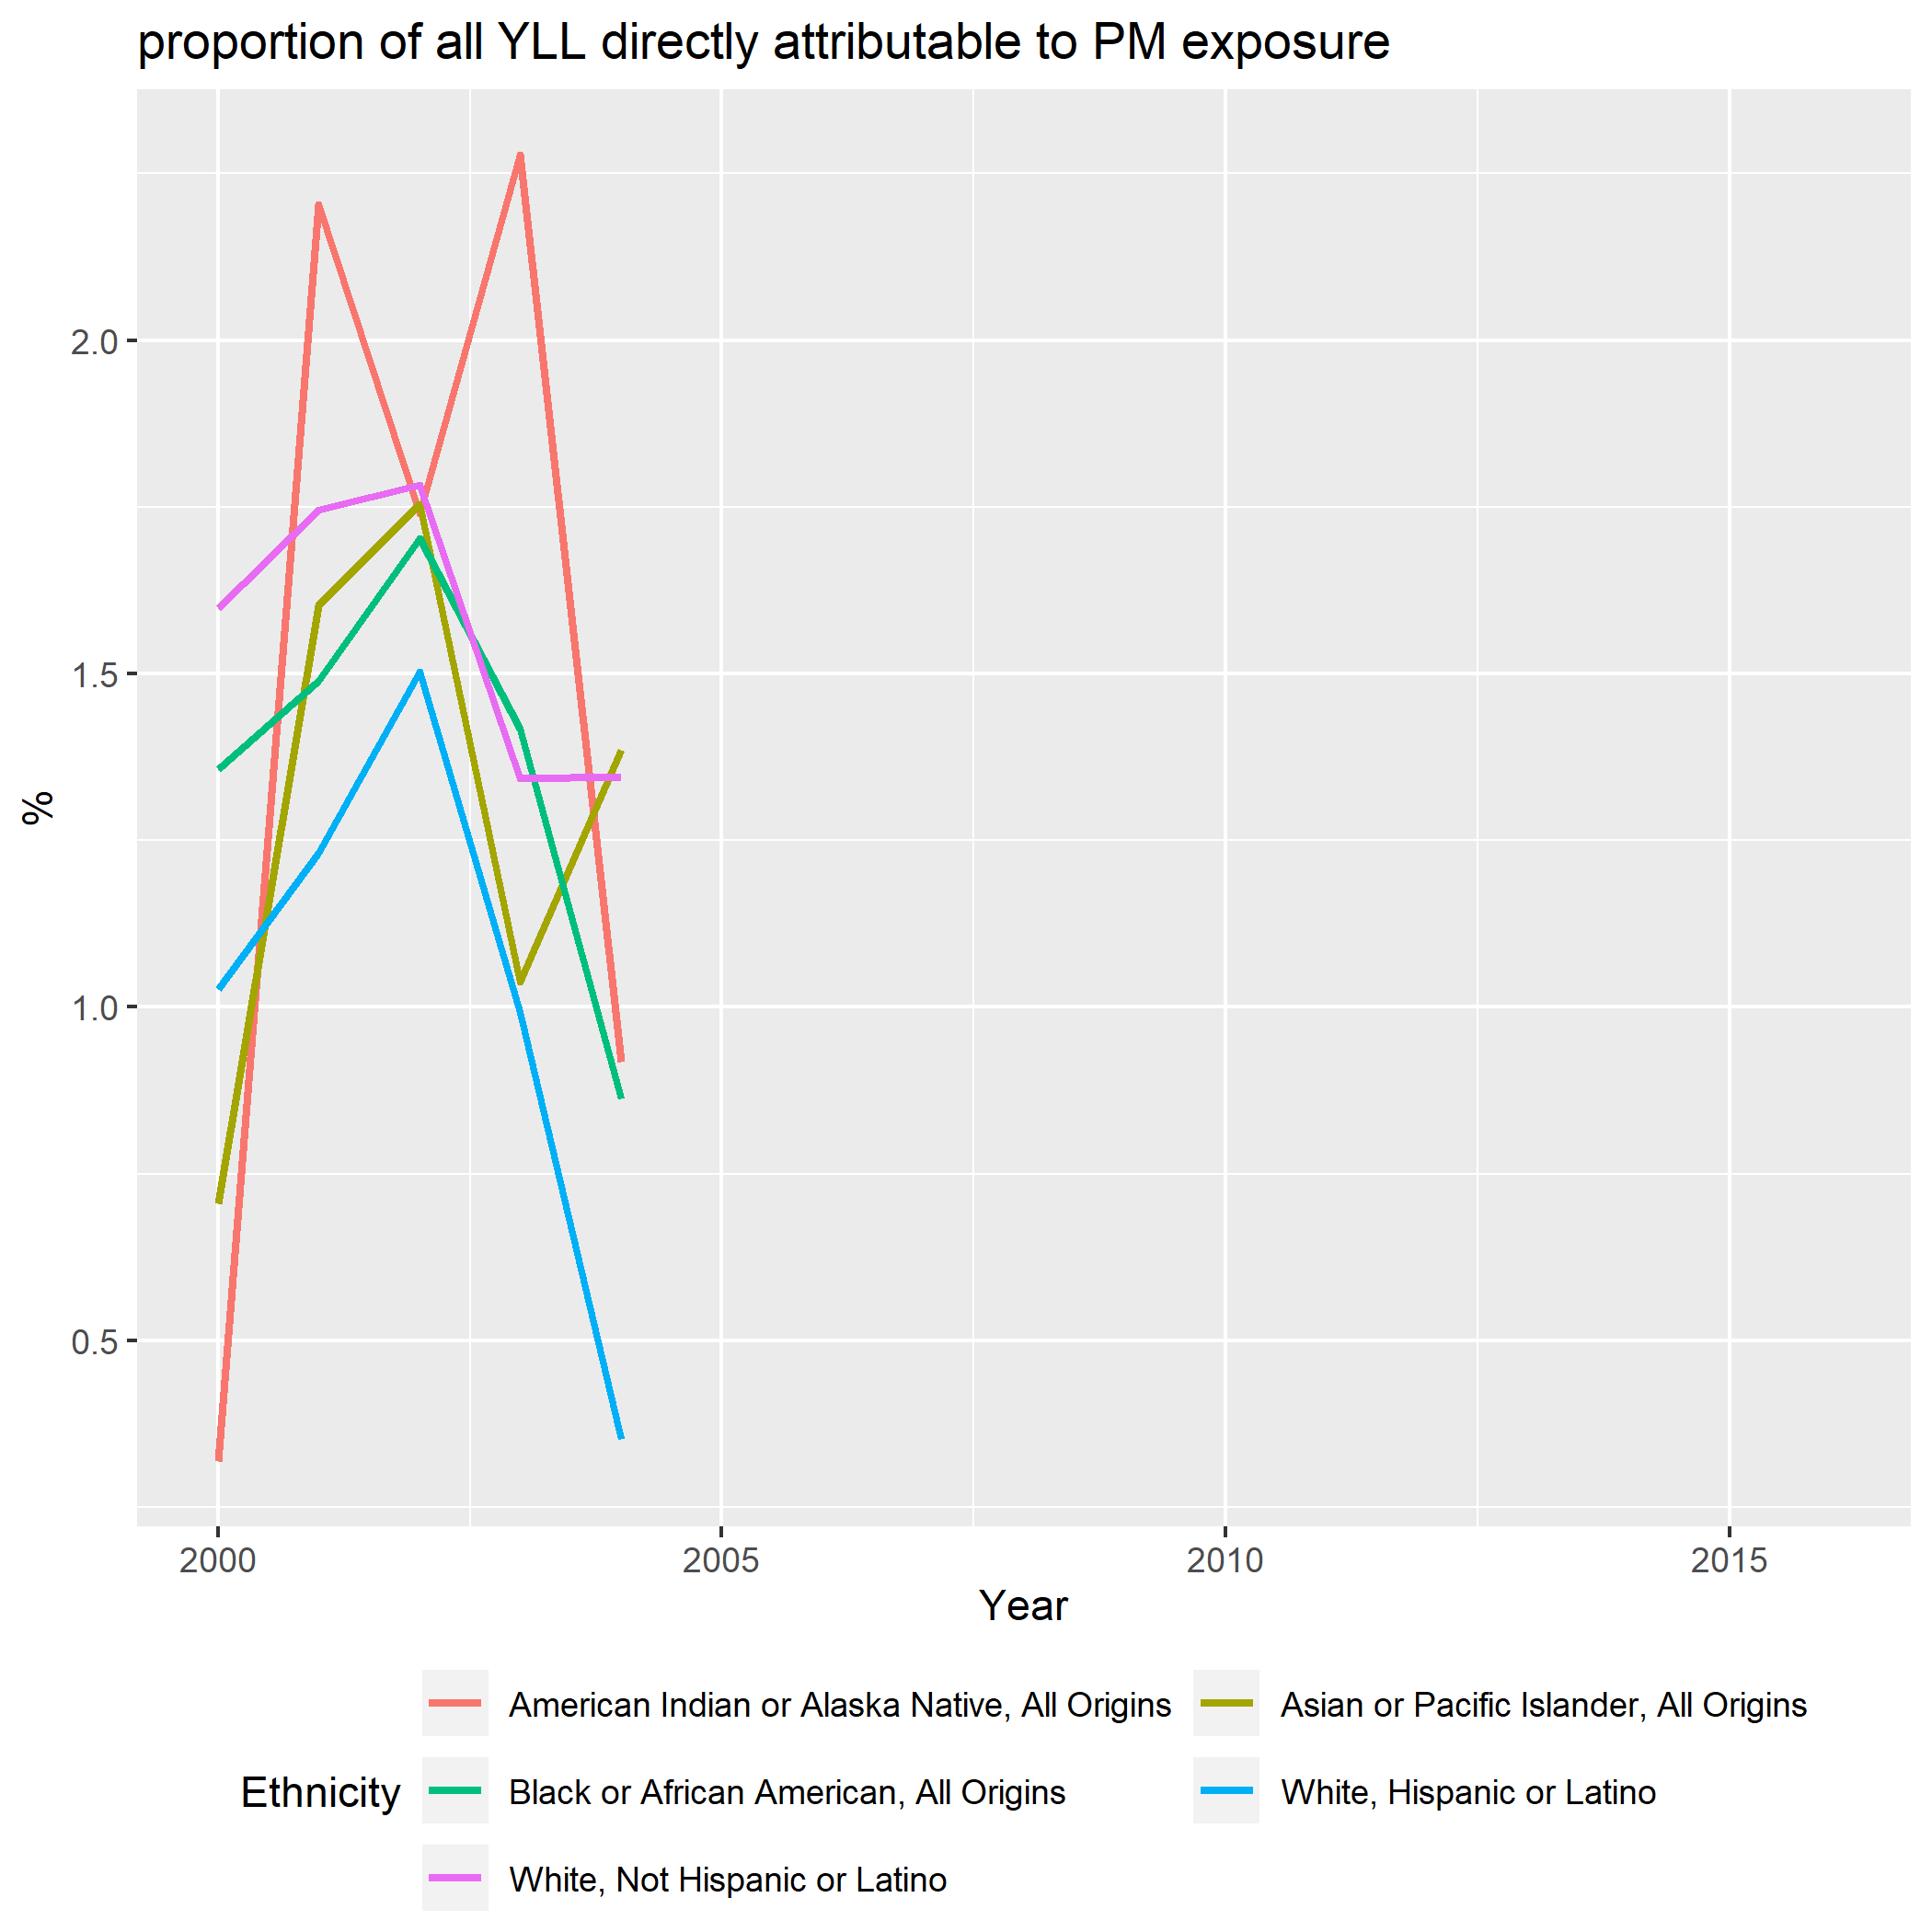 proportion of all YLL directly attributable to PM exposure
2.0
1.5
1.0
0.5
%
2000 2005 2010 2015
Year
American Indian or Alaska Native, All Origins Asian or Pacific Islander, All Origins
Ethnicity Black or African American, All Origins White, Hispanic or Latino
White, Not Hispanic or Latino